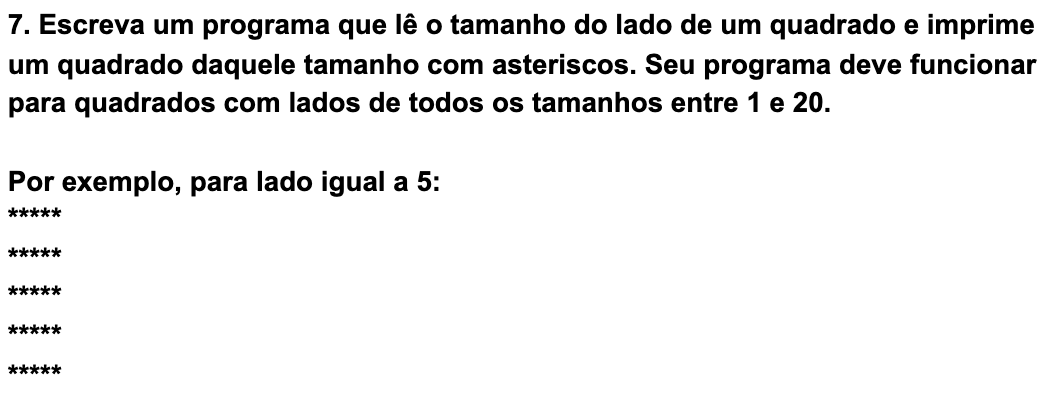 7. Escreva um programa que lê o tamanho do lado de um quadrado e imprime
um quadrado daquele tamanho com asteriscos. Seu programa deve funcionar
para quadrados com lados de todos os tamanhos entre 1 e 20.
Por exemplo, para lado igual a 5:
*****
*****
*****
*****
*****